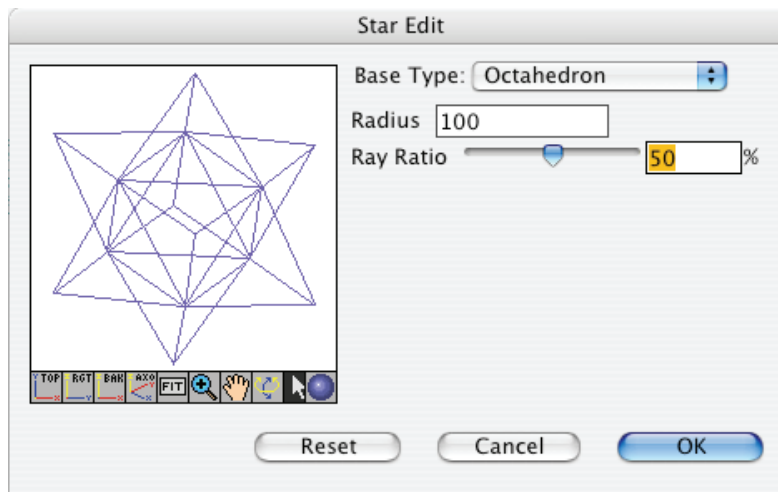 Star Edit
Base Type: Octahedron
Radius 100
Ray Ratio 50 %
TOP RGT BAK AXO FIT
Reset Cancel OK